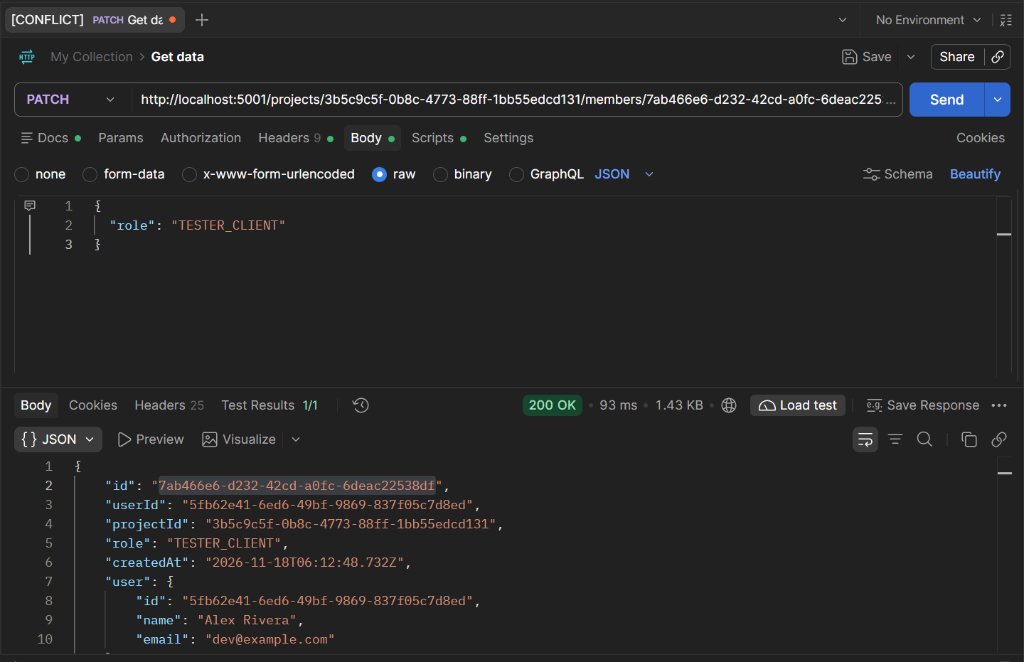 [CONFLICT] PATCH Get da
No Environment
My Collection > Get data
Save
Share
PATCH
http://localhost:5001/projects/3b5c9c5f-0b8c-4773-88ff-1bb55edcd131/members/7ab466e6-d232-42cd-a0fc-6deac225...
Send
Docs Params Authorization Headers 9 Body Scripts Settings Cookies
none form-data x-www-form-urlencoded raw binary GraphQL JSON Schema Beautify
1 {
2 "role": "TESTER_CLIENT"
3 }
Body Cookies Headers 25 Test Results 1/1 200 OK 93 ms 1.43 KB Load test e.g. Save Response
{} JSON Preview Visualize
1 {
2 "id": "7ab466e6-d232-42cd-a0fc-6deac22538df",
3 "userId": "5fb62e41-6ed6-49bf-9869-837f05c7d8ed",
4 "projectId": "3b5c9c5f-0b8c-4773-88ff-1bb55edcd131",
5 "role": "TESTER_CLIENT",
6 "createdAt": "2026-11-18T06:12:48.732Z",
7 "user": {
8 "id": "5fb62e41-6ed6-49bf-9869-837f05c7d8ed",
9 "name": "Alex Rivera",
10 "email": "dev@example.com"